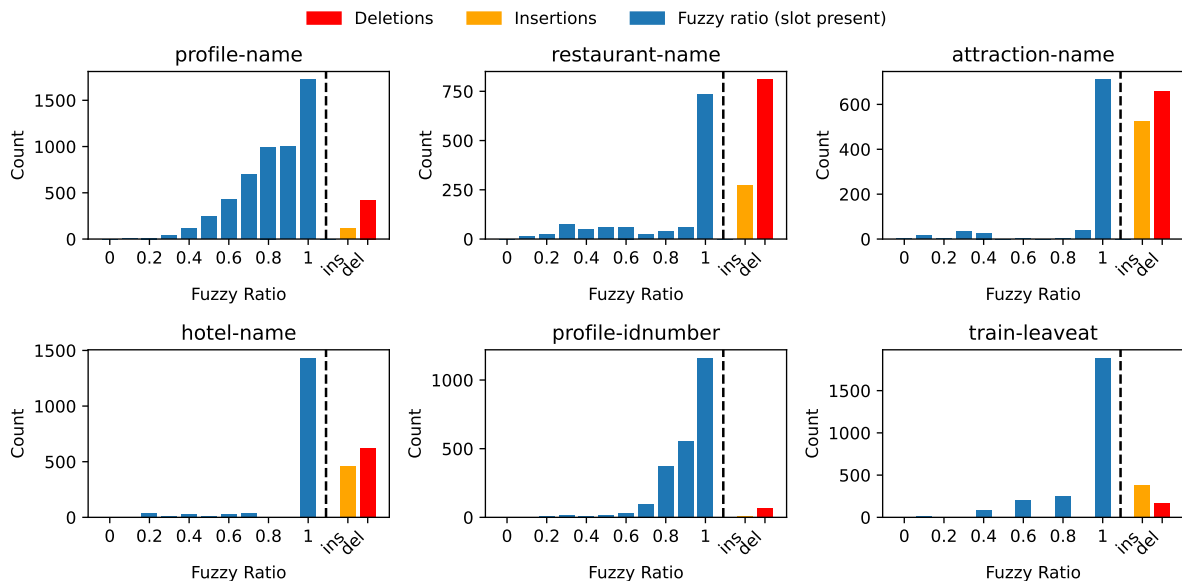 Deletions Insertions Fuzzy ratio (slot present)
profile-name
Count
1500
1000
500
0
0 0.2 0.4 0.6 0.8 1 ins del
Fuzzy Ratio
restaurant-name
Count
750
500
250
0
0 0.2 0.4 0.6 0.8 1 ins del
Fuzzy Ratio
attraction-name
Count
600
400
200
0
0 0.2 0.4 0.6 0.8 1 ins del
Fuzzy Ratio
hotel-name
Count
1500
1000
500
0
0 0.2 0.4 0.6 0.8 1 ins del
Fuzzy Ratio
profile-idnumber
Count
1000
500
0
0 0.2 0.4 0.6 0.8 1 ins del
Fuzzy Ratio
train-leaveat
Count
1500
1000
500
0
0 0.2 0.4 0.6 0.8 1 ins del
Fuzzy Ratio